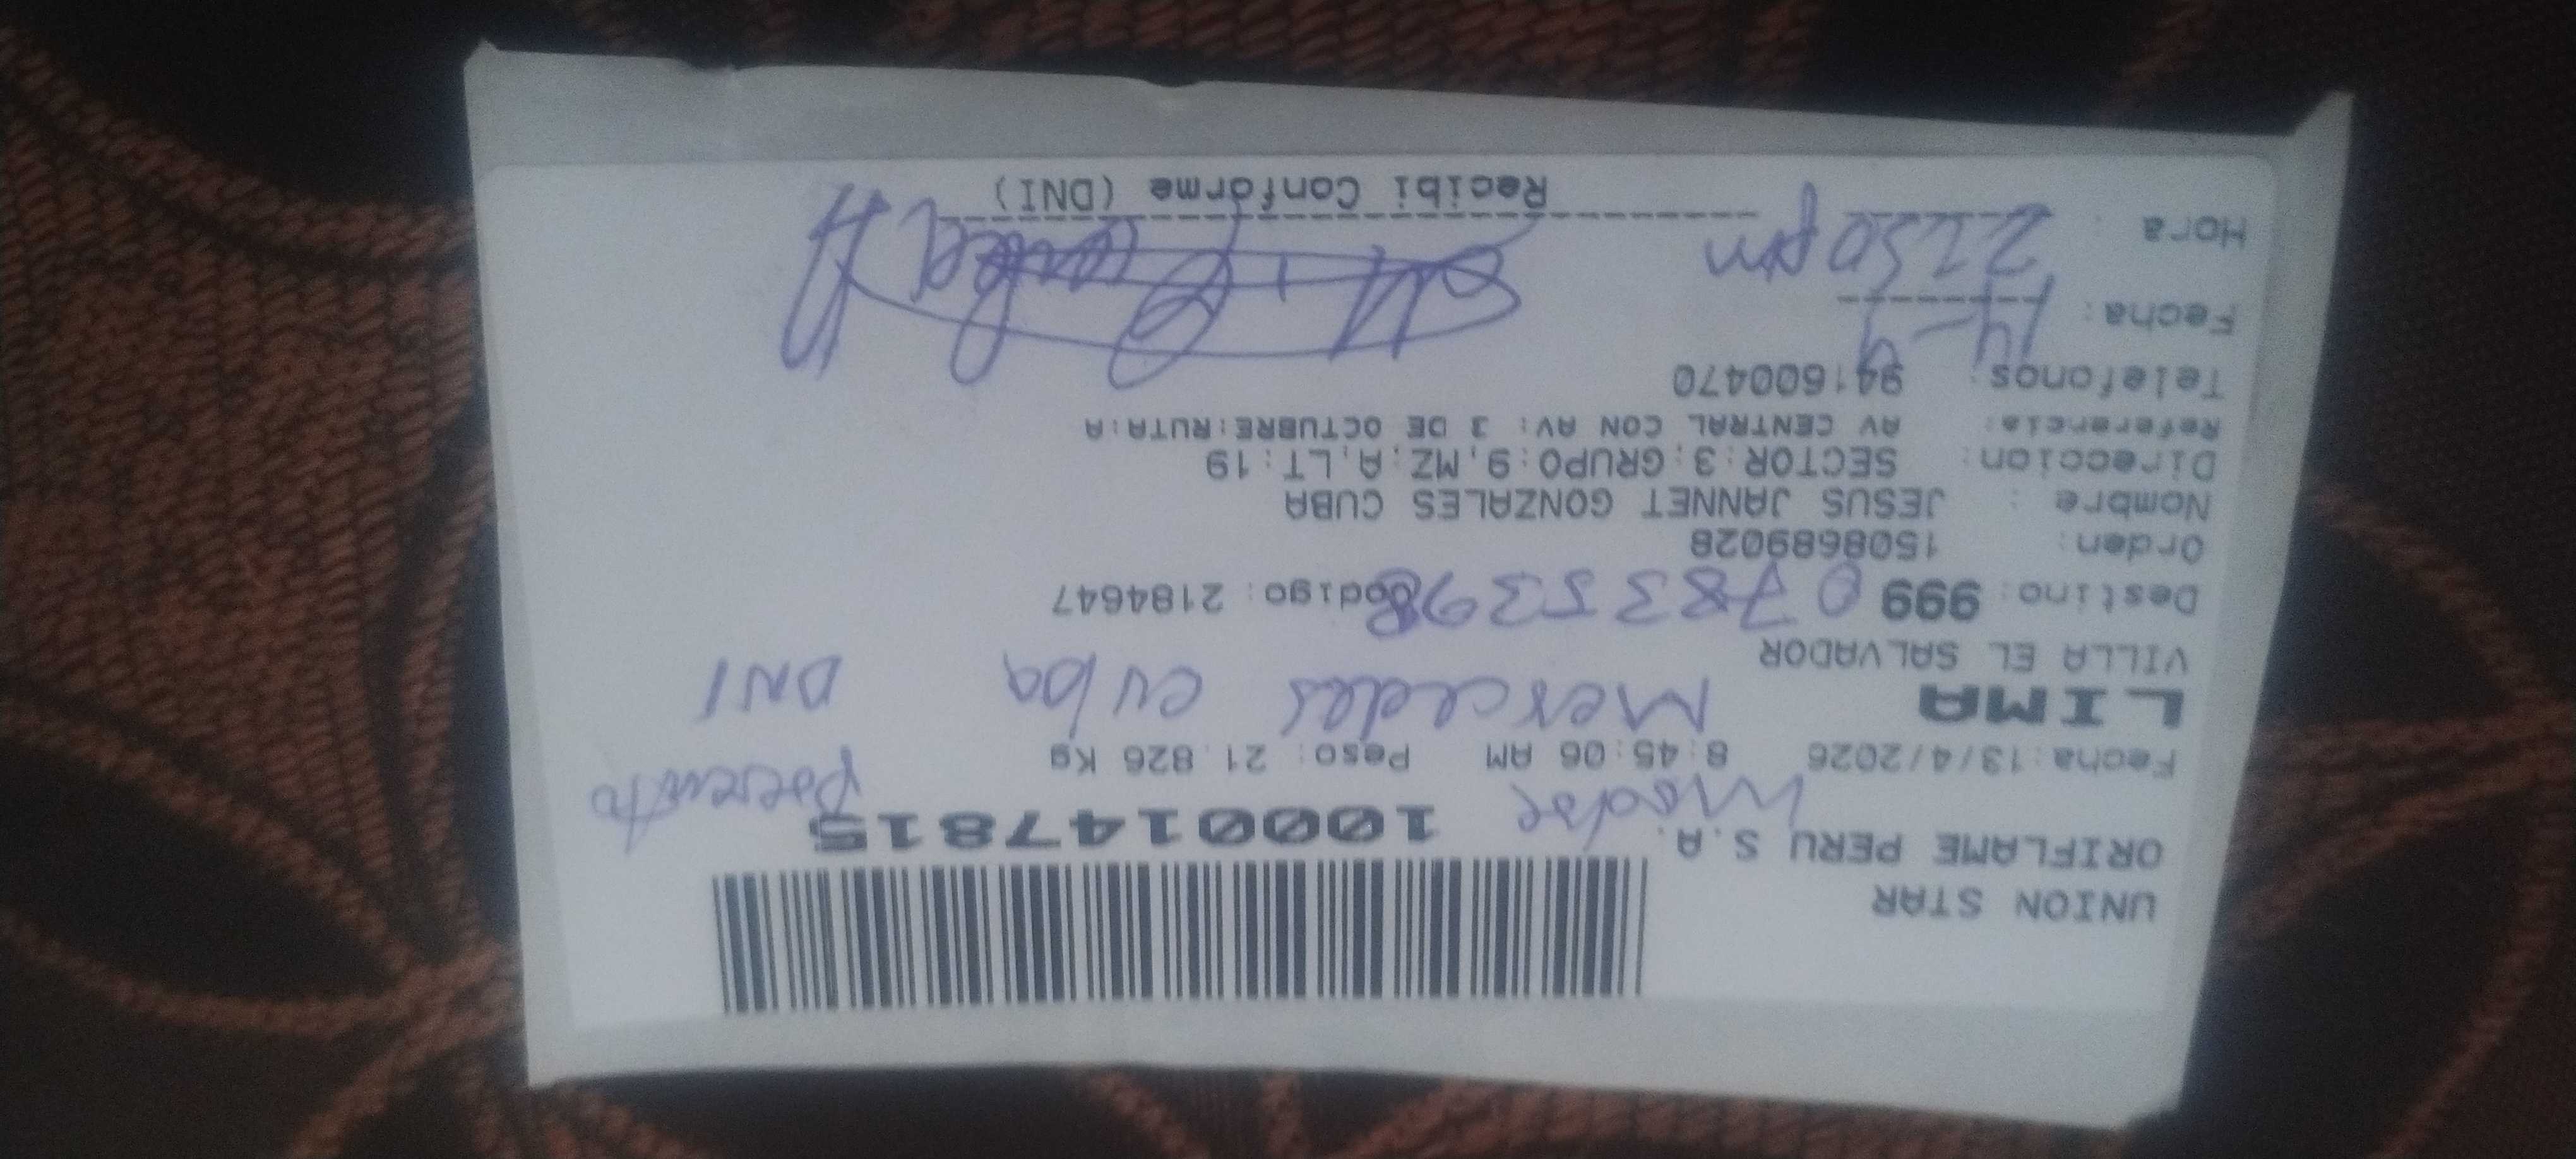 UNION STAR
ORIFLAME PERU S.A.
1000147815
Madre
Presento
Fecha:13/4/2026 8:45:06 AM Peso: 21.826 Kg
LIMA
Mercedes Cuba DNI
VILLA EL SALVADOR
Destino: 999 Codigo: 2184647
Orden: 1508689028
Nombre : JESUS JANNET GONZALES CUBA
Direccion: SECTOR:3;GRUPO:9,MZ:A,LT:19
Referencia: AV CENTRAL CON AV: 3 DE OCTUBRE:RUTA:A
Telefonos: 941600470
Fecha: 14-4
Hora
Recibi Conforme (DNI)